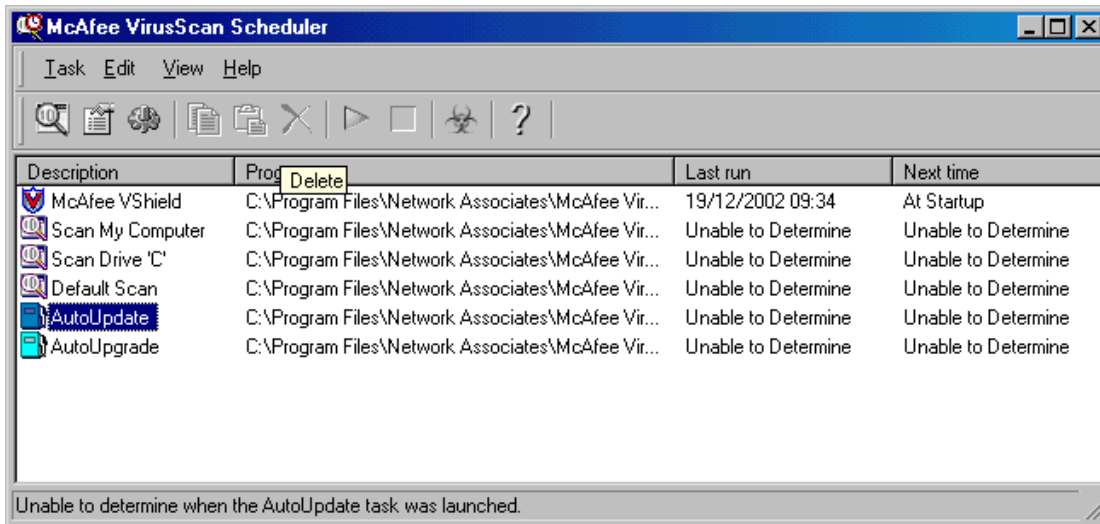 McAfee VirusScan Scheduler
Task Edit View Help
Description Prog Last run Next time
Delete
McAfee VShield C:\Program Files\Network Associates\McAfee Vir... 19/12/2002 09:34 At Startup
Scan My Computer C:\Program Files\Network Associates\McAfee Vir... Unable to Determine Unable to Determine
Scan Drive 'C' C:\Program Files\Network Associates\McAfee Vir... Unable to Determine Unable to Determine
Default Scan C:\Program Files\Network Associates\McAfee Vir... Unable to Determine Unable to Determine
AutoUpdate C:\Program Files\Network Associates\McAfee Vir... Unable to Determine Unable to Determine
AutoUpgrade C:\Program Files\Network Associates\McAfee Vir... Unable to Determine Unable to Determine
Unable to determine when the AutoUpdate task was launched.